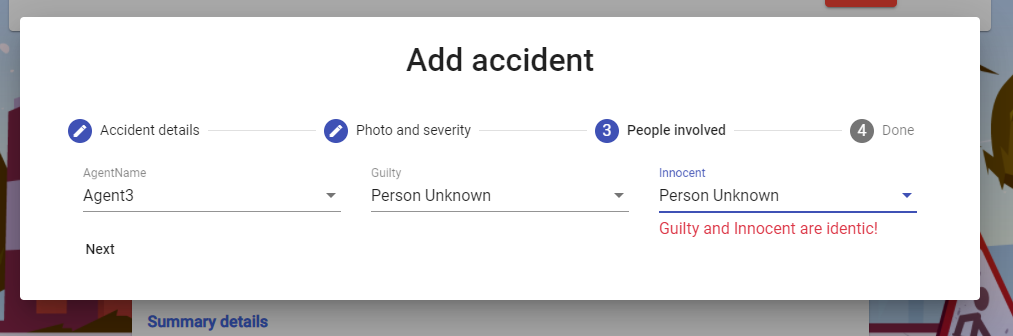 Add accident
Accident details
Photo and severity
3 People involved
4 Done
AgentName
Guilty
Innocent
Agent3
Person Unknown
Person Unknown
Guilty and Innocent are identic!
Next
Summary details